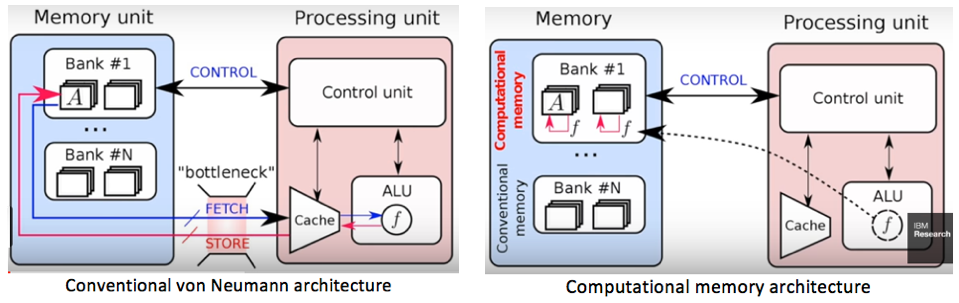 Memory unit
Processing unit
Bank #1
A
CONTROL
Control unit
...
Bank #N
"bottleneck"
FETCH
STORE
Cache
ALU
f
Conventional von Neumann architecture
Memory
Processing unit
Computational
memory
Bank #1
A
f
f
CONTROL
Control unit
...
Conventional
memory
Bank #N
Cache
ALU
f
IBM
Research
Computational memory architecture